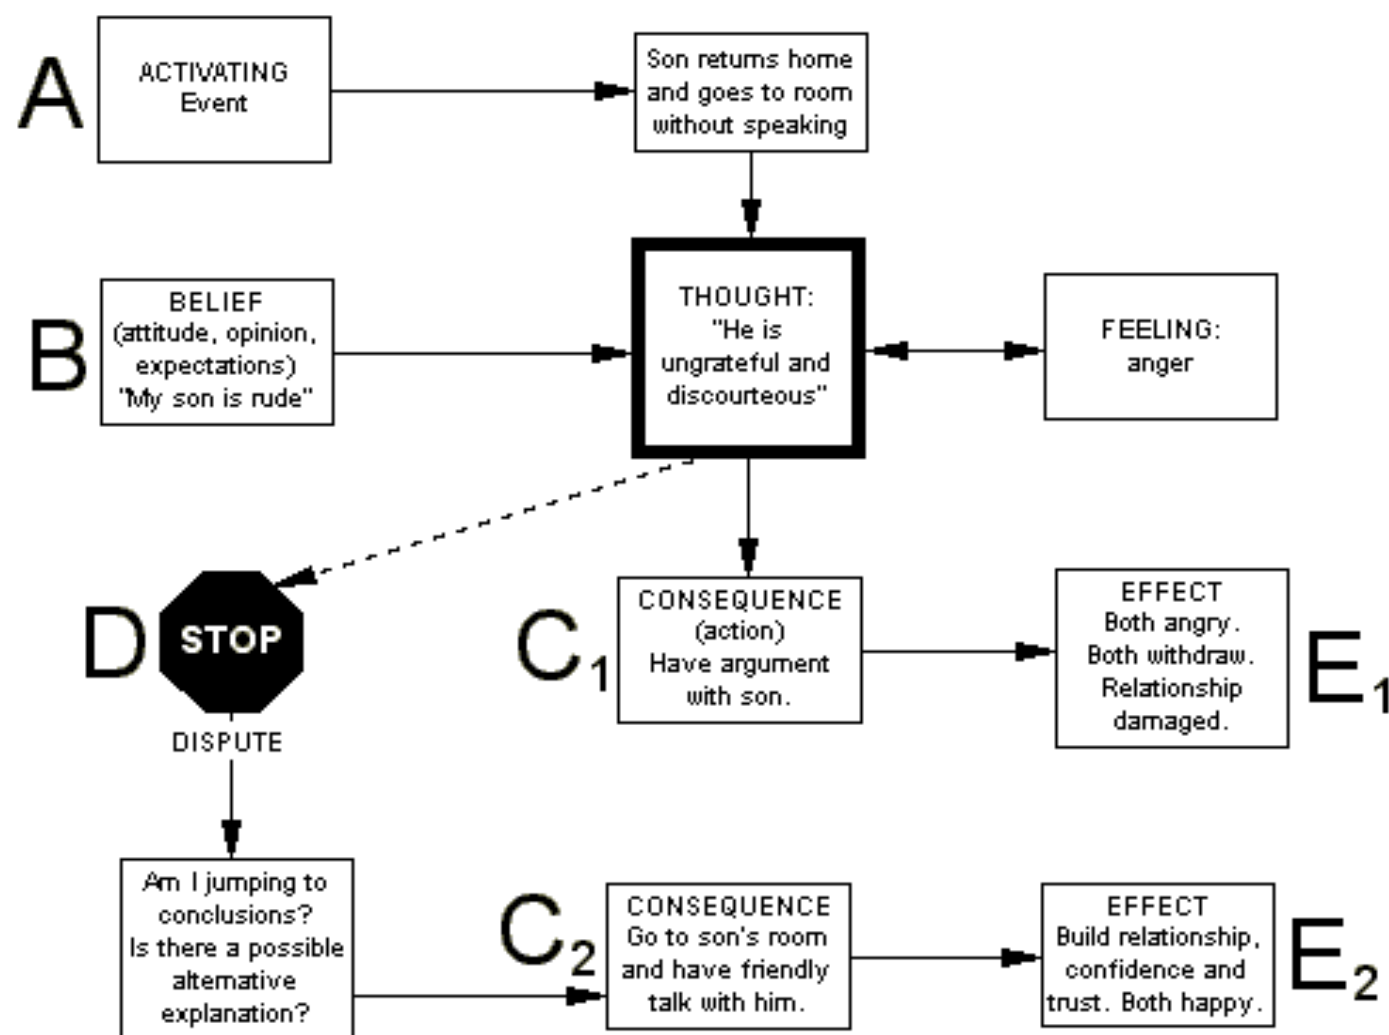 A
ACTIVATING
Event
Son returns home
and goes to room
without speaking
B
BELIEF
(attitude, opinion,
expectations)
"My son is rude"
THOUGHT:
"He is
ungrateful and
discourteous"
FEELING:
anger
D
STOP
DISPUTE
C1
CONSEQUENCE
(action)
Have argument
with son.
EFFECT
Both angry.
Both withdraw.
Relationship
damaged.
E1
Am I jumping to
conclusions?
Is there a possible
alternative
explanation?
C2
CONSEQUENCE
Go to son's room
and have friendly
talk with him.
EFFECT
Build relationship,
confidence and
trust. Both happy.
E2